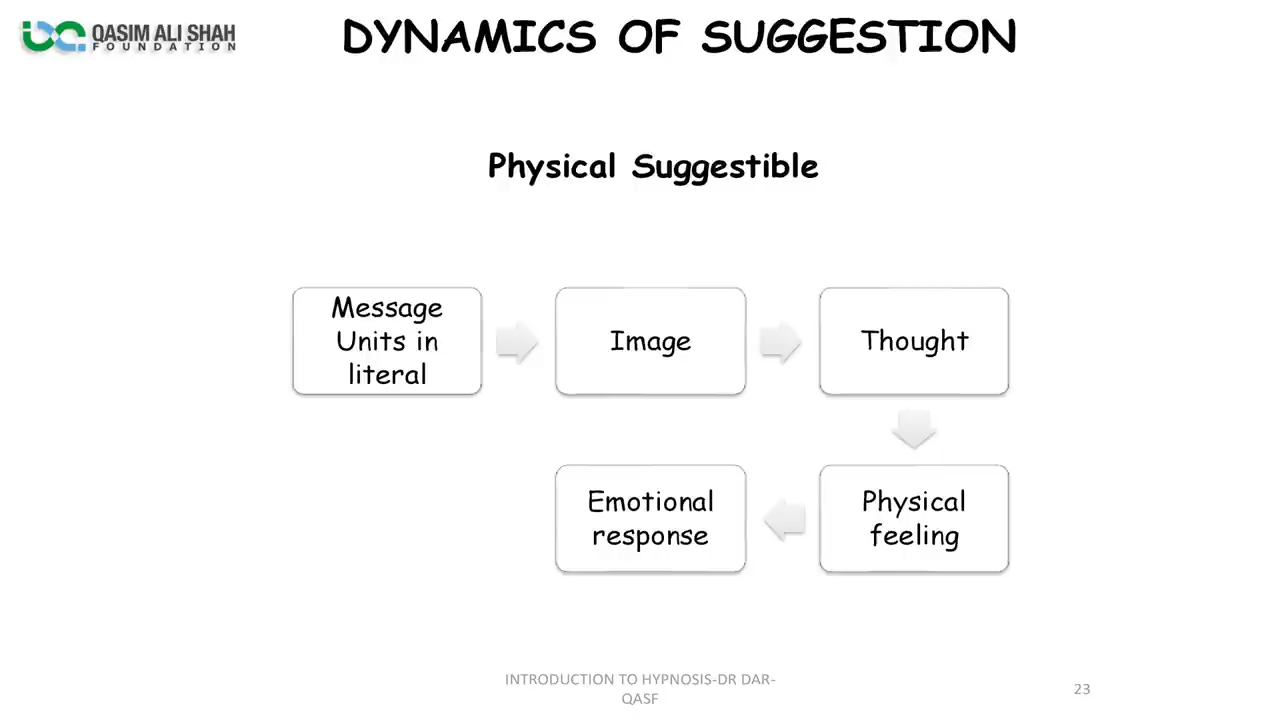 QASIM ALI SHAH
FOUNDATION
DYNAMICS OF SUGGESTION
Physical Suggestible
Message
Units in
literal
Image
Thought
Physical
feeling
Emotional
response
INTRODUCTION TO HYPNOSIS-DR DAR-
QASF
23